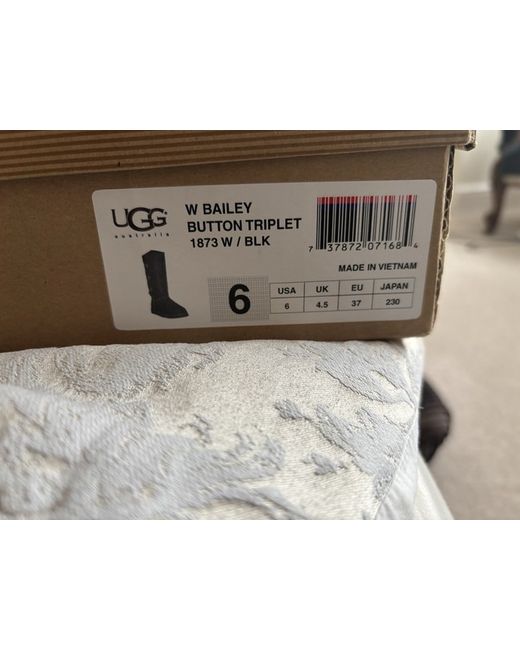 UGG
australia
W BAILEY
BUTTON TRIPLET
1873 W / BLK
7 37872 07168 4
MADE IN VIETNAM
6
USA UK EU JAPAN
6 4.5 37 230